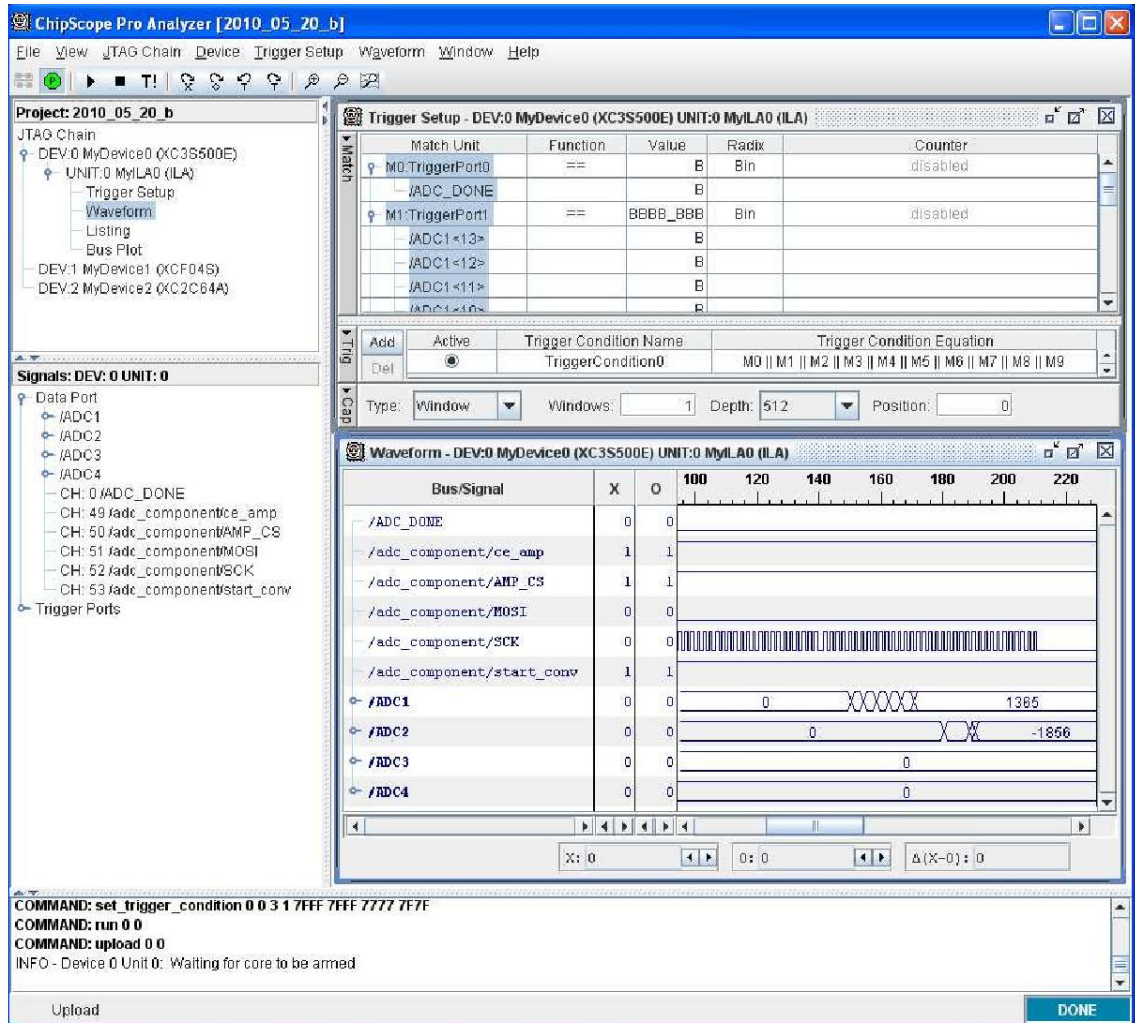 ChipScope Pro Analyzer [2010_05_20_b]
File View JTAG Chain Device Trigger Setup Waveform Window Help
T!
Project: 2010_05_20_b
JTAG Chain
DEV:0 MyDevice0 (XC3S500E)
UNIT:0 MyILA0 (ILA)
Trigger Setup
Waveform
Listing
Bus Plot
DEV:1 MyDevice1 (XCF04S)
DEV:2 MyDevice2 (XC2C64A)
Signals: DEV: 0 UNIT: 0
Data Port
/ADC1
/ADC2
/ADC3
/ADC4
CH: 0 /ADC_DONE
CH: 49 /adc_component/ce_amp
CH: 50 /adc_component/AMP_CS
CH: 51 /adc_component/MOSI
CH: 52 /adc_component/SCK
CH: 53 /adc_component/start_conv
Trigger Ports
Trigger Setup - DEV:0 MyDevice0 (XC3S500E) UNIT:0 MyILA0 (ILA)
Match
Match Unit Function Value Radix Counter
M0:TriggerPort0 == B Bin disabled
/ADC_DONE B
M1:TriggerPort1 == BBBB_BBB Bin disabled
/ADC1<13> B
/ADC1<12> B
/ADC1<11> B
/ADC1<10> B
Trig
Add Active Trigger Condition Name Trigger Condition Equation
Del TriggerCondition0 M0 || M1 || M2 || M3 || M4 || M5 || M6 || M7 || M8 || M9
Cap
Type: Window Windows: 1 Depth: 512 Position: 0
Waveform - DEV:0 MyDevice0 (XC3S500E) UNIT:0 MyILA0 (ILA)
Bus/Signal X O 100 120 140 160 180 200 220
/ADC_DONE 0 0
/adc_component/ce_amp 1 1
/adc_component/AMP_CS 1 1
/adc_component/MOSI 0 0
/adc_component/SCK 0 0
/adc_component/start_conv 1 1
/ADC1 0 0 0 1365
/ADC2 0 0 0 -1856
/ADC3 0 0 0
/ADC4 0 0 0
X: 0 O: 0 Δ(X-O): 0
COMMAND: set_trigger_condition 0 0 3 1 7FFF 7FFF 7777 7F7F
COMMAND: run 0 0
COMMAND: upload 0 0
INFO - Device 0 Unit 0: Waiting for core to be armed
Upload DONE